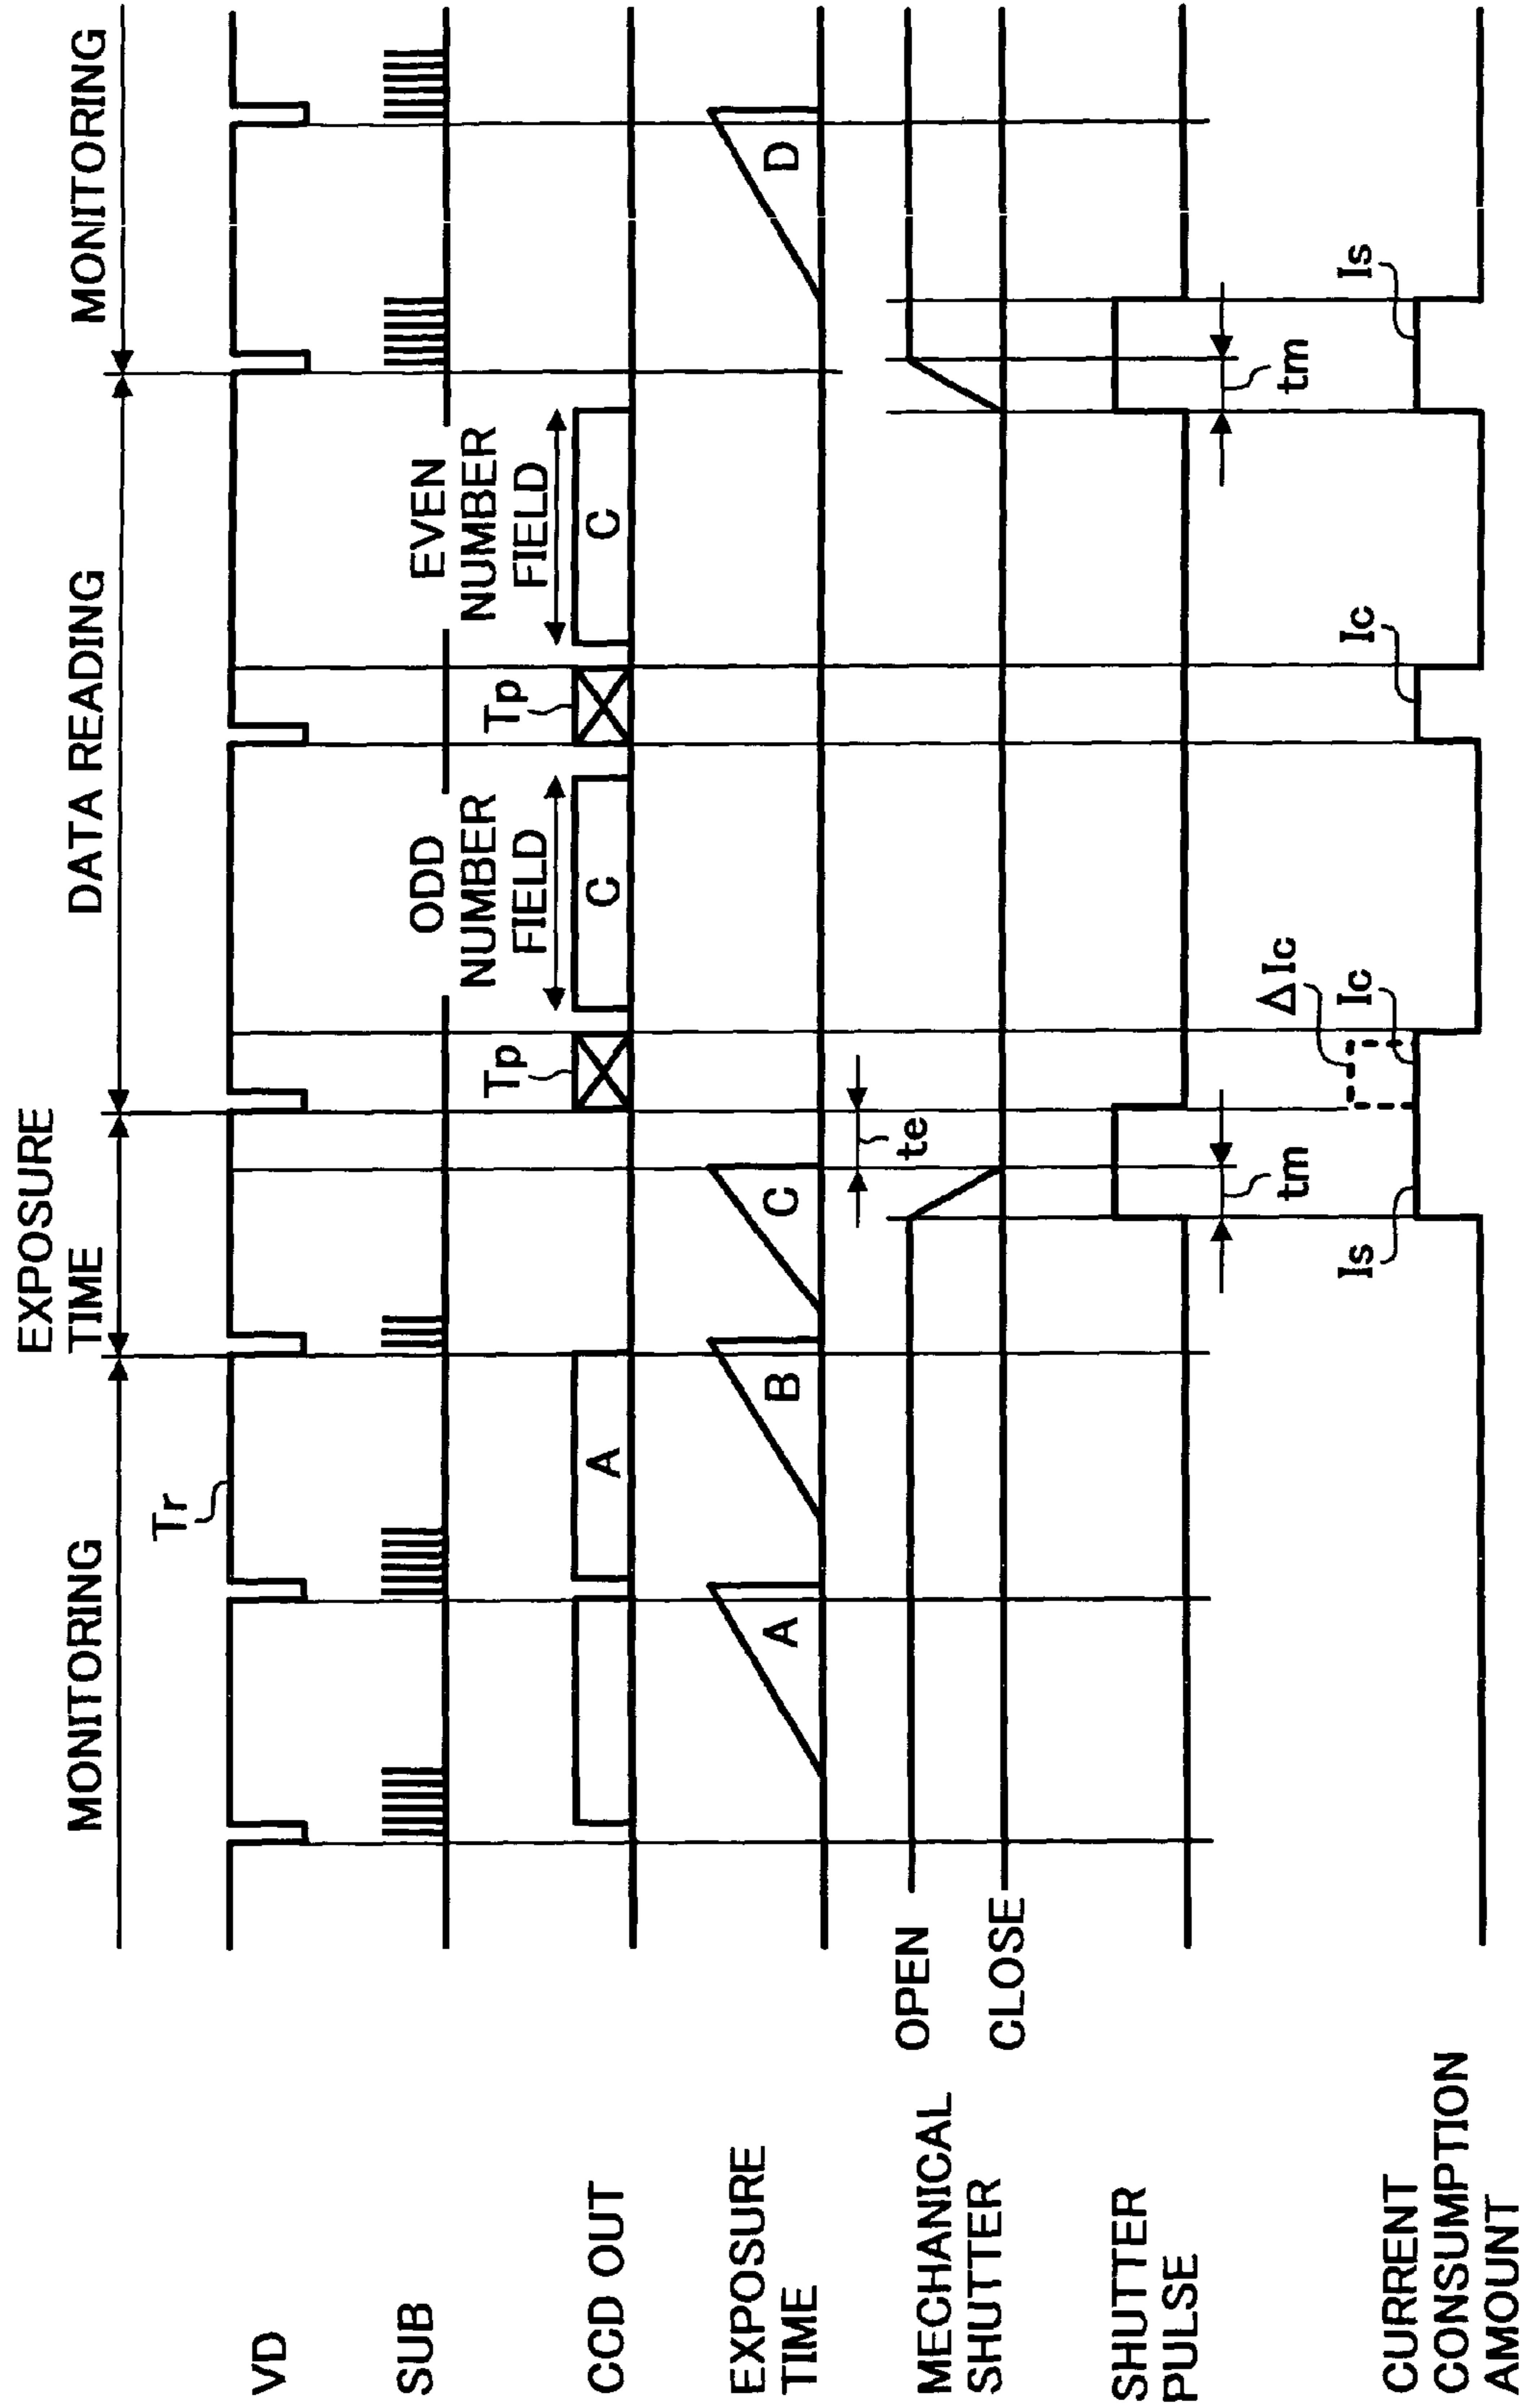 MONITORING
EXPOSURE
TIME
DATA READING
MONITORING
VD
Tr
SUB
CCD OUT
A
Tp
ODD
NUMBER
FIELD
C
Tp
EVEN
NUMBER
FIELD
C
EXPOSURE
TIME
A
B
C
D
te
MECHANICAL
SHUTTER
OPEN
CLOSE
SHUTTER
PULSE
tm
tm
CURRENT
CONSUMPTION
AMOUNT
Is
ΔIc
Ic
Ic
Is